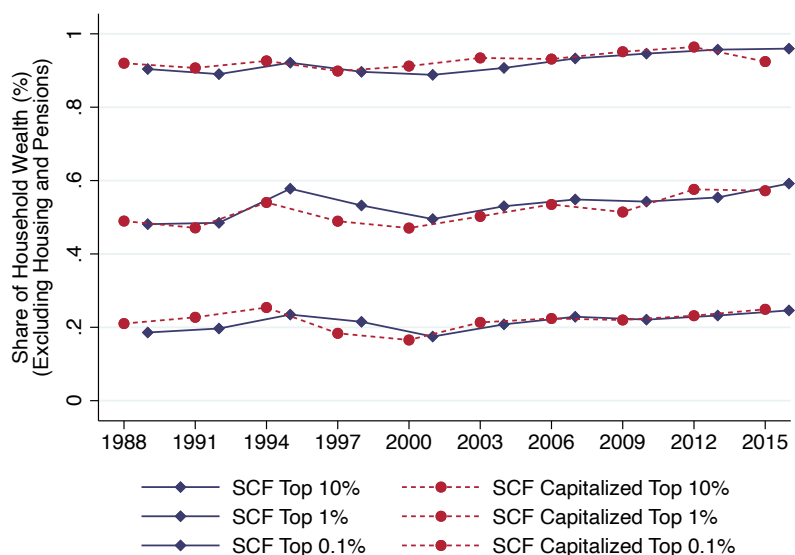 Share of Household Wealth (%)
(Excluding Housing and Pensions)
1
.8
.6
.4
.2
0
1988 1991 1994 1997 2000 2003 2006 2009 2012 2015
SCF Top 10% SCF Capitalized Top 10%
SCF Top 1% SCF Capitalized Top 1%
SCF Top 0.1% SCF Capitalized Top 0.1%